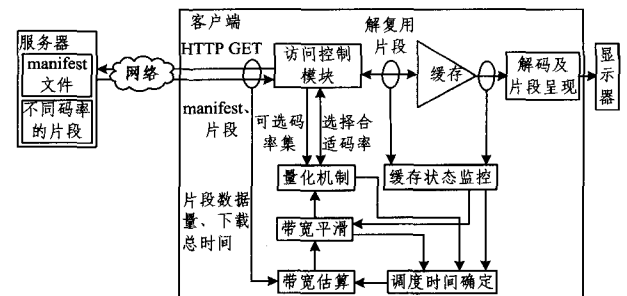 服务器
manifest
文件
不同码率
的片段
网络
客户端
HTTP GET
manifest、
片段
访问控制
模块
解复用
片段
缓存
解码及
片段呈现
显示器
可选码
率集
选择合
适码率
量化机制
缓存状态监控
片段数据
量、下载
总时间
带宽平滑
带宽估算
调度时间确定